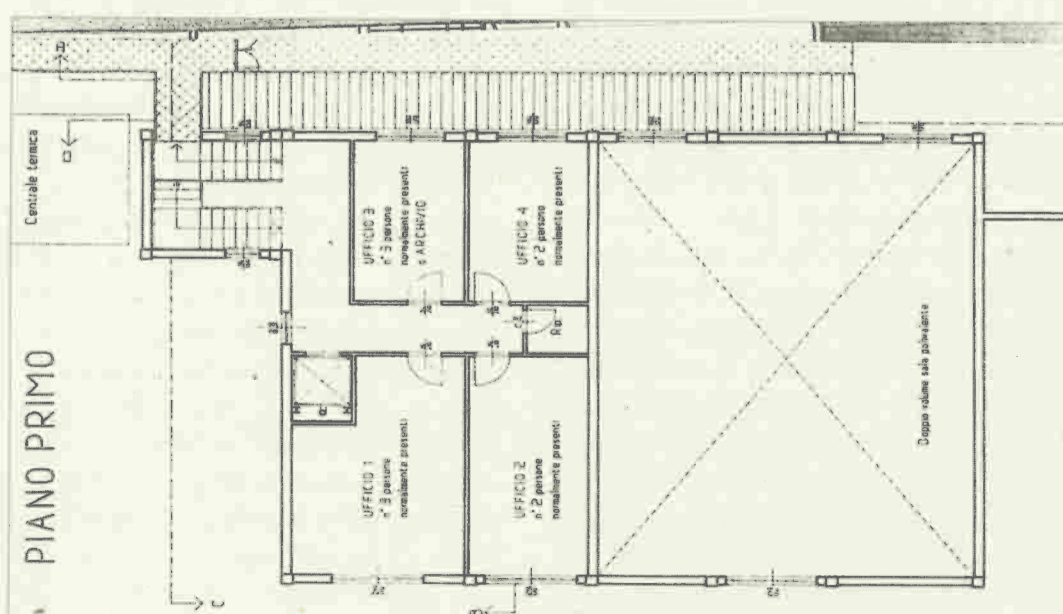 PIANO PRIMO
Centrale termica
UFFICIO 1
n° 3 persone
normalmente presenti
UFFICIO 3
n° 3 persone
normalmente presenti
e ARCHIVIO
UFFICIO 2
n° 2 persone
normalmente presenti
UFFICIO 4
n° 2 persone
normalmente presenti
Rip.
Doppio volume sala polivalente
C
D
B